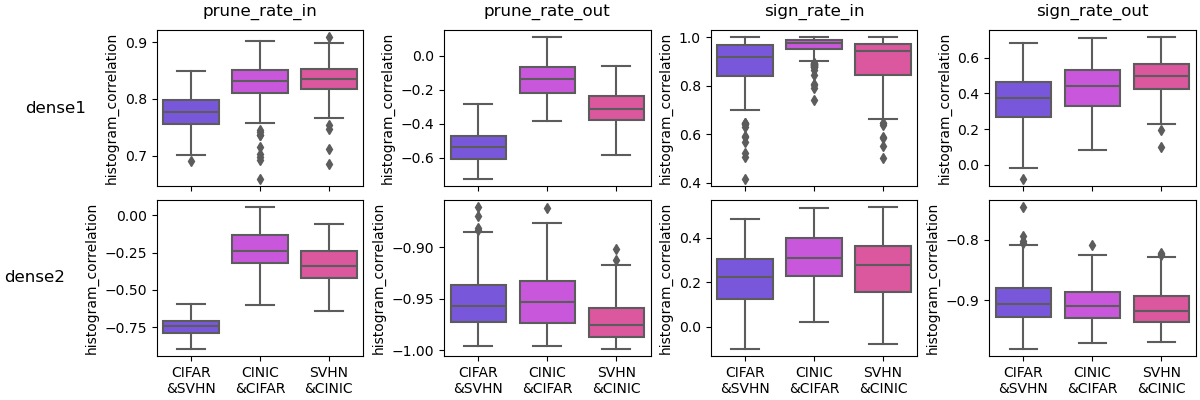 prune_rate_in prune_rate_out sign_rate_in sign_rate_out
dense1
histogram_correlation
0.9
0.8
0.7
histogram_correlation
0.0
−0.2
−0.4
−0.6
histogram_correlation
1.0
0.8
0.6
0.4
histogram_correlation
0.6
0.4
0.2
0.0
dense2
histogram_correlation
0.00
−0.25
−0.50
−0.75
histogram_correlation
−0.90
−0.95
−1.00
histogram_correlation
0.4
0.2
0.0
histogram_correlation
−0.8
−0.9
CIFAR CINIC SVHN CIFAR CINIC SVHN CIFAR CINIC SVHN CIFAR CINIC SVHN
&SVHN &CIFAR &CINIC &SVHN &CIFAR &CINIC &SVHN &CIFAR &CINIC &SVHN &CIFAR &CINIC